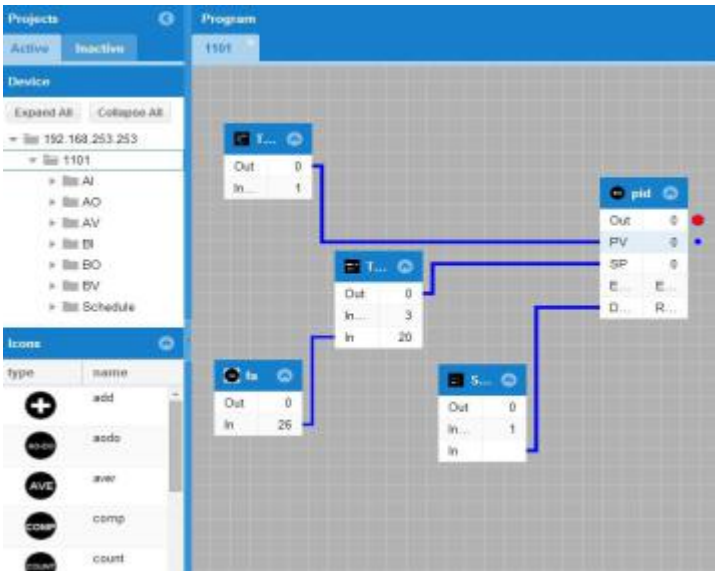 Projects
Active Inactive
Device
Expand All Collapse All
192.168.253.253
1101
AI
AO
AV
BI
BO
BV
Schedule
Icons
type name
add
AO-DO aodo
AVE aver
COMP comp
COUNT count
Program
1101
T...
Out 0
In... 1
T...
Out 0
In... 3
In 20
Out 0
In 26
S...
Out 0
In... 1
In
pid
Out 0
PV 0
SP 0
E... E...
D... R...